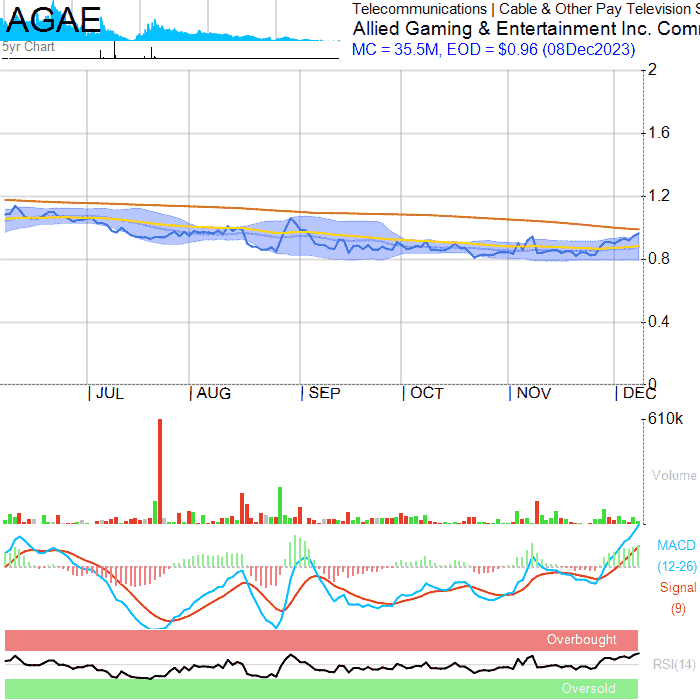 AGAE
5yr Chart
Telecommunications | Cable & Other Pay Television S
Allied Gaming & Entertainment Inc. Com
MC = 35.5M, EOD = $0.96 (08Dec2023)
2
1.6
1.2
0.8
0.4
0
JUL AUG SEP OCT NOV DEC
610k
Volume
MACD
(12-26)
Signal
(9)
Overbought
RSI(14)
Oversold